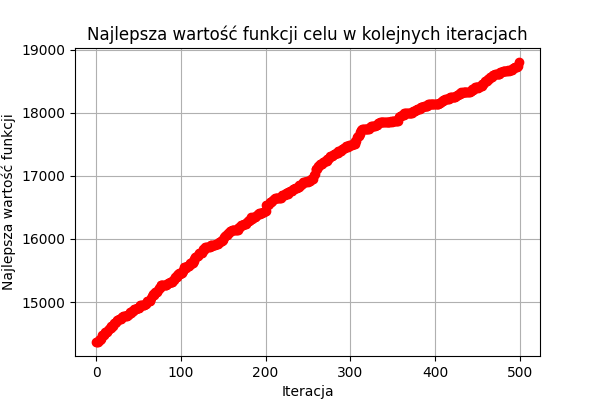 Najlepsza wartość funkcji celu w kolejnych iteracjach
19000
18000
17000
16000
15000
Najlepsza wartość funkcji
0 100 200 300 400 500
Iteracja